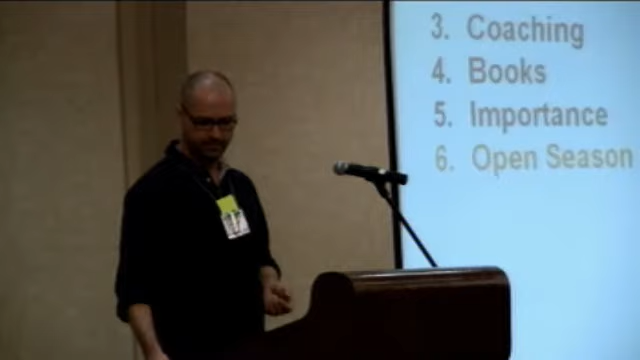 3. Coaching
4. Books
5. Importance
6. Open Season